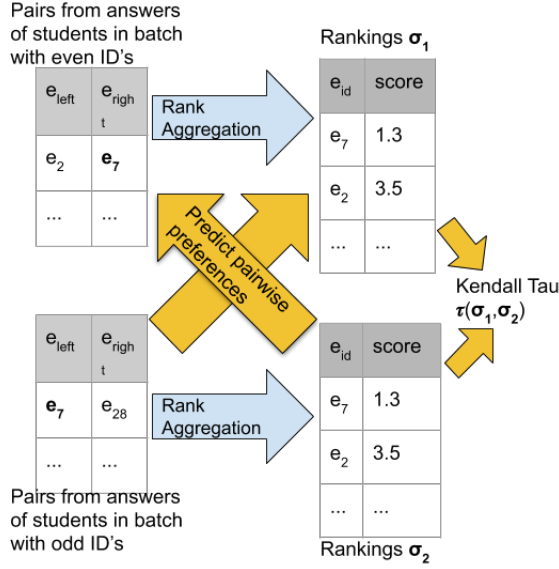 Pairs from answers
of students in batch
with even ID's
Rankings σ1
eleft
erigh
t
e2
e7
...
...
Rank
Aggregation
eid
score
e7
1.3
e2
3.5
...
...
Predict pairwise
preferences
Kendall Tau
τ(σ1,σ2)
eleft
erigh
t
e7
e28
...
...
Rank
Aggregation
eid
score
e7
1.3
e2
3.5
...
...
Pairs from answers
of students in batch
with odd ID's
Rankings σ2